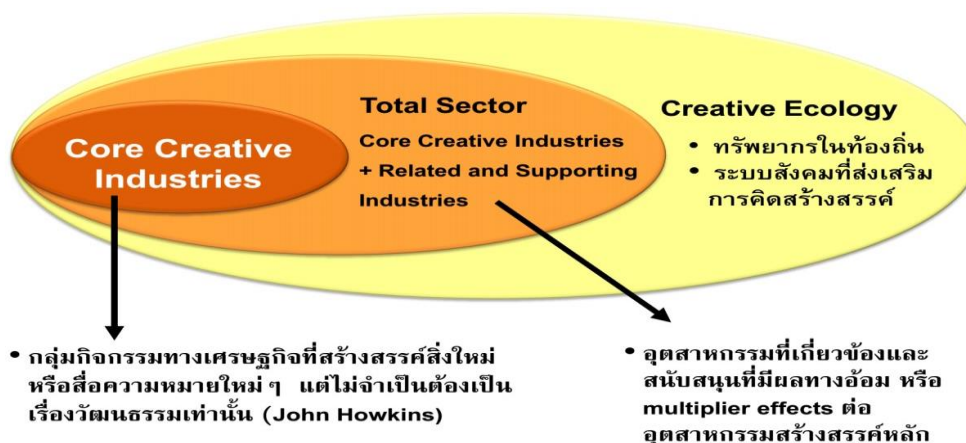 Core Creative
Industries
Total Sector
Core Creative Industries
+ Related and Supporting
Industries
Creative Ecology
• ทรัพยากรในท้องถิ่น
• ระบบสังคมที่ส่งเสริม
การคิดสร้างสรรค์
• กลุ่มกิจกรรมทางเศรษฐกิจที่สร้างสรรค์สิ่งใหม่
หรือสื่อความหมายใหม่ ๆ แต่ไม่จำเป็นต้องเป็น
เรื่องวัฒนธรรมเท่านั้น (John Howkins)
• อุตสาหกรรมที่เกี่ยวข้องและ
สนับสนุนที่มีผลทางอ้อม หรือ
multiplier effects ต่อ
อุตสาหกรรมสร้างสรรค์หลัก